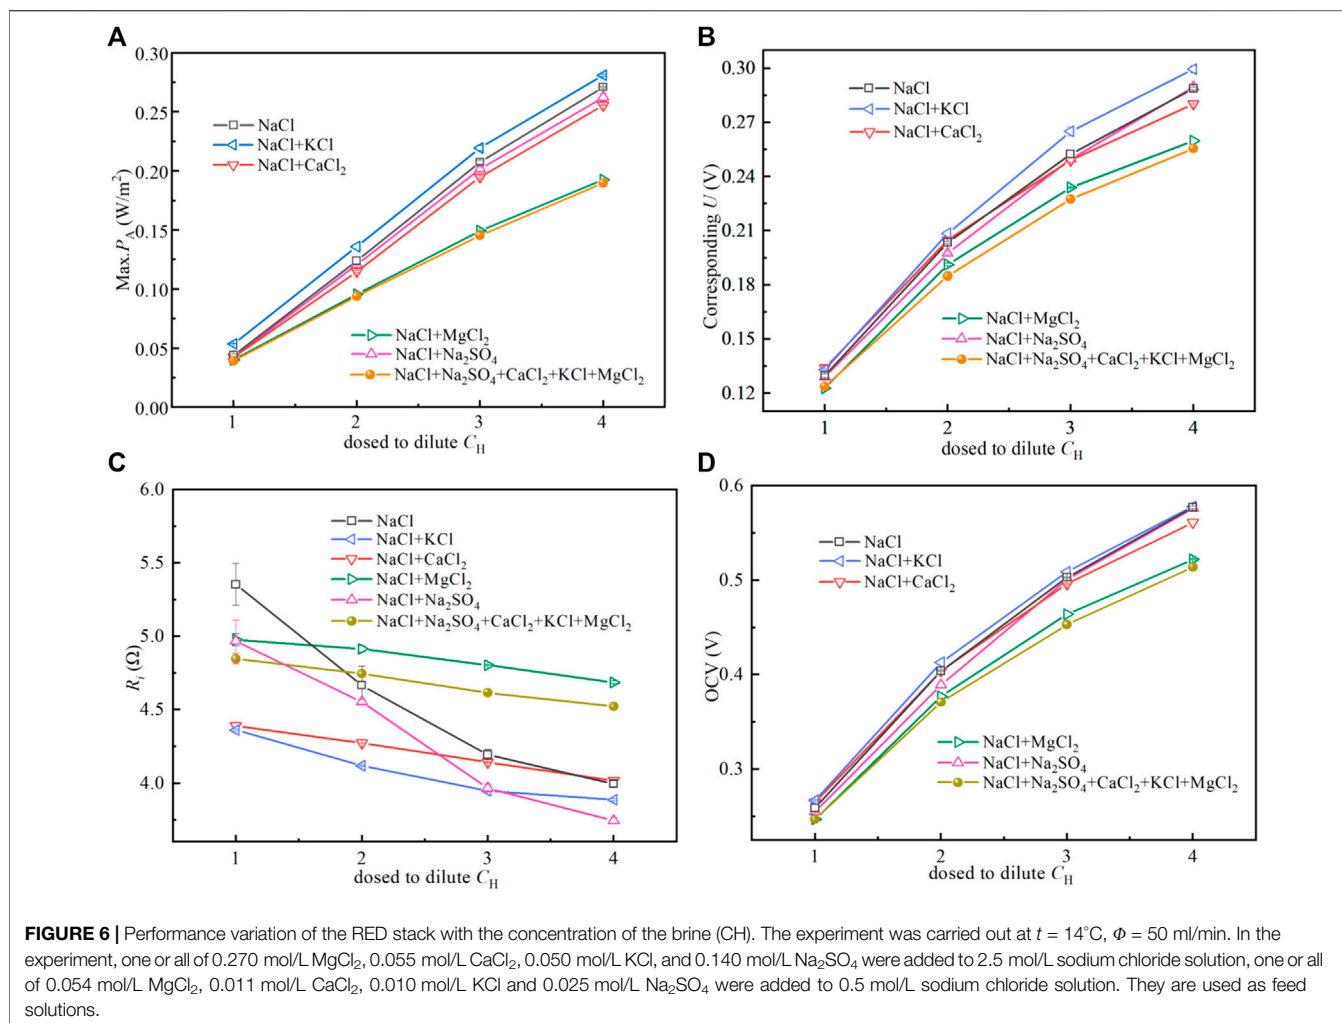 A
0.30
0.25
0.20
0.15
0.10
0.05
0.00
Max.P_A (W/m²)
NaCl
NaCl+KCl
NaCl+CaCl₂
NaCl+MgCl₂
NaCl+Na₂SO₄
NaCl+Na₂SO₄+CaCl₂+KCl+MgCl₂
1 2 3 4
dosed to dilute C_H
B
0.30
0.27
0.24
0.21
0.18
0.15
0.12
Corresponding U (V)
NaCl
NaCl+KCl
NaCl+CaCl₂
NaCl+MgCl₂
NaCl+Na₂SO₄
NaCl+Na₂SO₄+CaCl₂+KCl+MgCl₂
1 2 3 4
dosed to dilute C_H
C
6.0
5.5
5.0
4.5
4.0
R_i (Ω)
NaCl
NaCl+KCl
NaCl+CaCl₂
NaCl+MgCl₂
NaCl+Na₂SO₄
NaCl+Na₂SO₄+CaCl₂+KCl+MgCl₂
1 2 3 4
dosed to dilute C_H
D
0.6
0.5
0.4
0.3
OCV (V)
NaCl
NaCl+KCl
NaCl+CaCl₂
NaCl+MgCl₂
NaCl+Na₂SO₄
NaCl+Na₂SO₄+CaCl₂+KCl+MgCl₂
1 2 3 4
dosed to dilute C_H
FIGURE 6 | Performance variation of the RED stack with the concentration of the brine (CH). The experiment was carried out at t = 14°C, Φ = 50 ml/min. In the
experiment, one or all of 0.270 mol/L MgCl₂, 0.055 mol/L CaCl₂, 0.050 mol/L KCl, and 0.140 mol/L Na₂SO₄ were added to 2.5 mol/L sodium chloride solution, one or all
of 0.054 mol/L MgCl₂, 0.011 mol/L CaCl₂, 0.010 mol/L KCl and 0.025 mol/L Na₂SO₄ were added to 0.5 mol/L sodium chloride solution. They are used as feed
solutions.